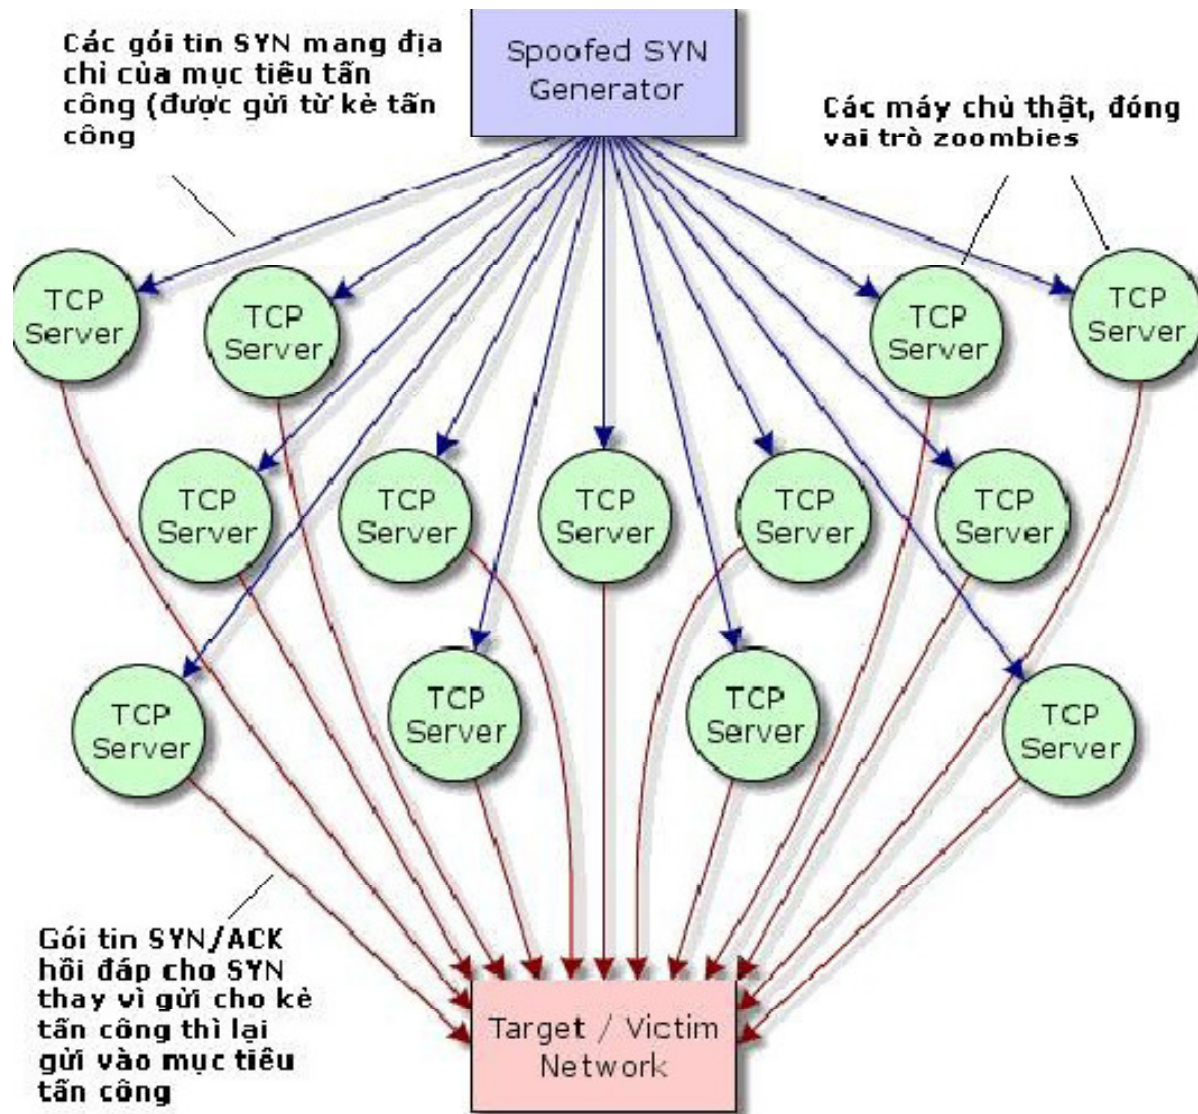 Các gói tin SYN mang địa
chỉ của mục tiêu tấn
công (được gửi từ kẻ tấn
công
Spoofed SYN
Generator
Các máy chủ thật, đóng
vai trò zoombies
TCP
Server
TCP
Server
TCP
Server
TCP
Server
TCP
Server
TCP
Server
TCP
Server
TCP
Server
TCP
Server
TCP
Server
TCP
Server
TCP
Server
TCP
Server
Gói tin SYN/ACK
hồi đáp cho SYN
thay vì gửi cho kẻ
tấn công thì lại
gửi vào mục tiêu
tấn công
Target / Victim
Network